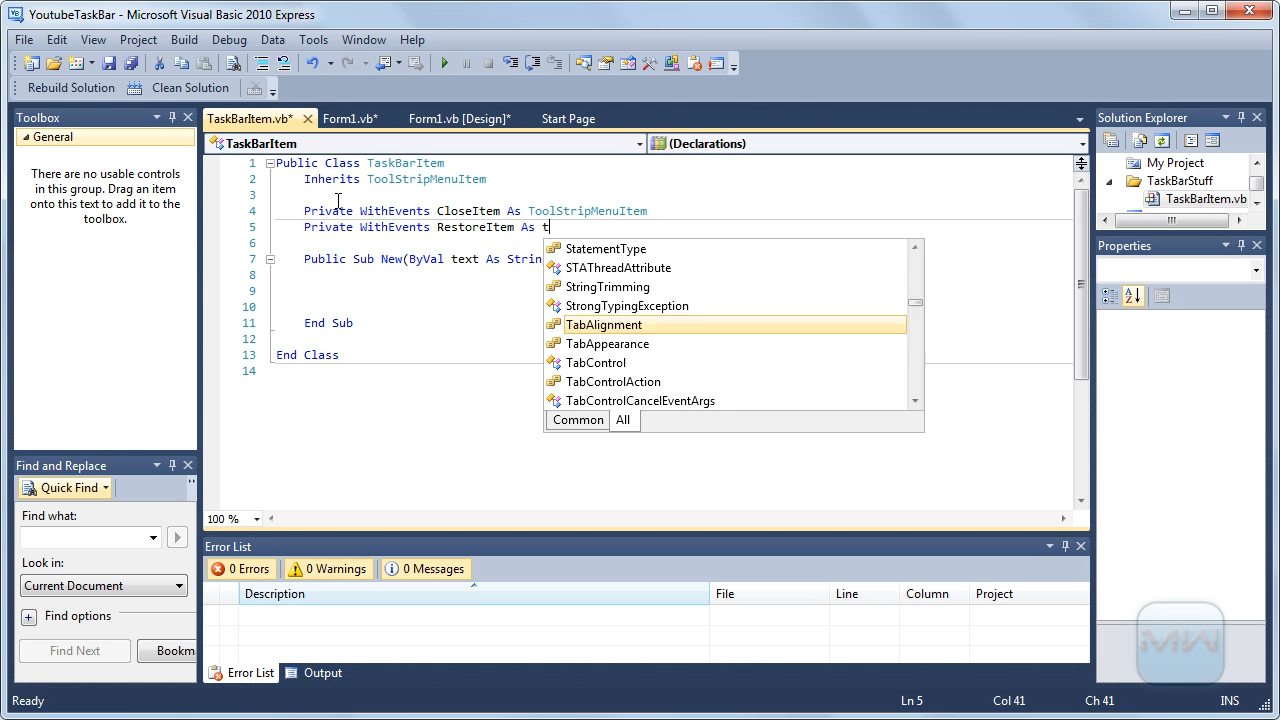 YoutubeTaskBar - Microsoft Visual Basic 2010 Express
File Edit View Project Build Debug Data Tools Window Help
Rebuild Solution Clean Solution
Toolbox
General
There are no usable controls
in this group. Drag an item
onto this text to add it to the
toolbox.
TaskBarItem.vb* Form1.vb* Form1.vb [Design]* Start Page
TaskBarItem (Declarations)
1 Public Class TaskBarItem
2 Inherits ToolStripMenuItem
3
4 Private WithEvents CloseItem As ToolStripMenuItem
5 Private WithEvents RestoreItem As t
6
7 Public Sub New(ByVal text As Strin
8
9
10
11 End Sub
12
13 End Class
14
StatementType
STAThreadAttribute
StringTrimming
StrongTypingException
TabAlignment
TabAppearance
TabControl
TabControlAction
TabControlCancelEventArgs
Common All
100 %
Solution Explorer
My Project
TaskBarStuff
TaskBarItem.vb
Properties
Find and Replace
Quick Find
Find what:
Look in:
Current Document
Find options
Find Next Bookm
Error List
0 Errors 0 Warnings 0 Messages
Description File Line Column Project
Error List Output
MW
Ready Ln 5 Col 41 Ch 41 INS